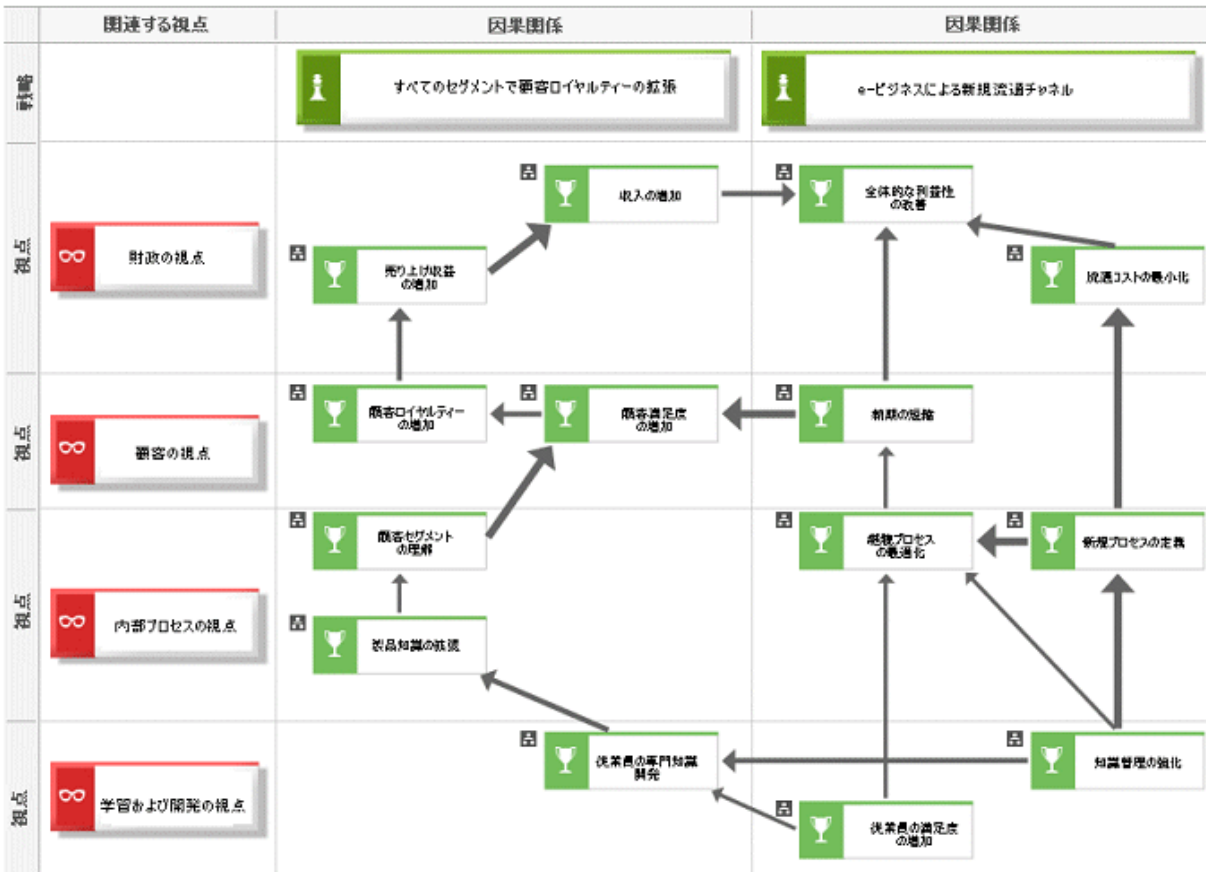 関連する視点
因果関係
因果関係
戦略
すべてのセグメントで顧客ロイヤルティーの拡張
e-ビジネスによる新規流通チャネル
視点
財政の視点
収入の増加
全体的な利益性
の改善
売り上げ収益
の増加
流通コストの最小化
視点
顧客の視点
顧客ロイヤルティー
の増加
顧客満足度
の増加
視点
内部プロセスの視点
顧客セグメント
の理解
プロセス
の最適化
新規プロセスの定義
製品知識の拡張
視点
学習および開発の視点
従業員の専門知識
開発
知識管理の強化
従業員の満足度
の増加